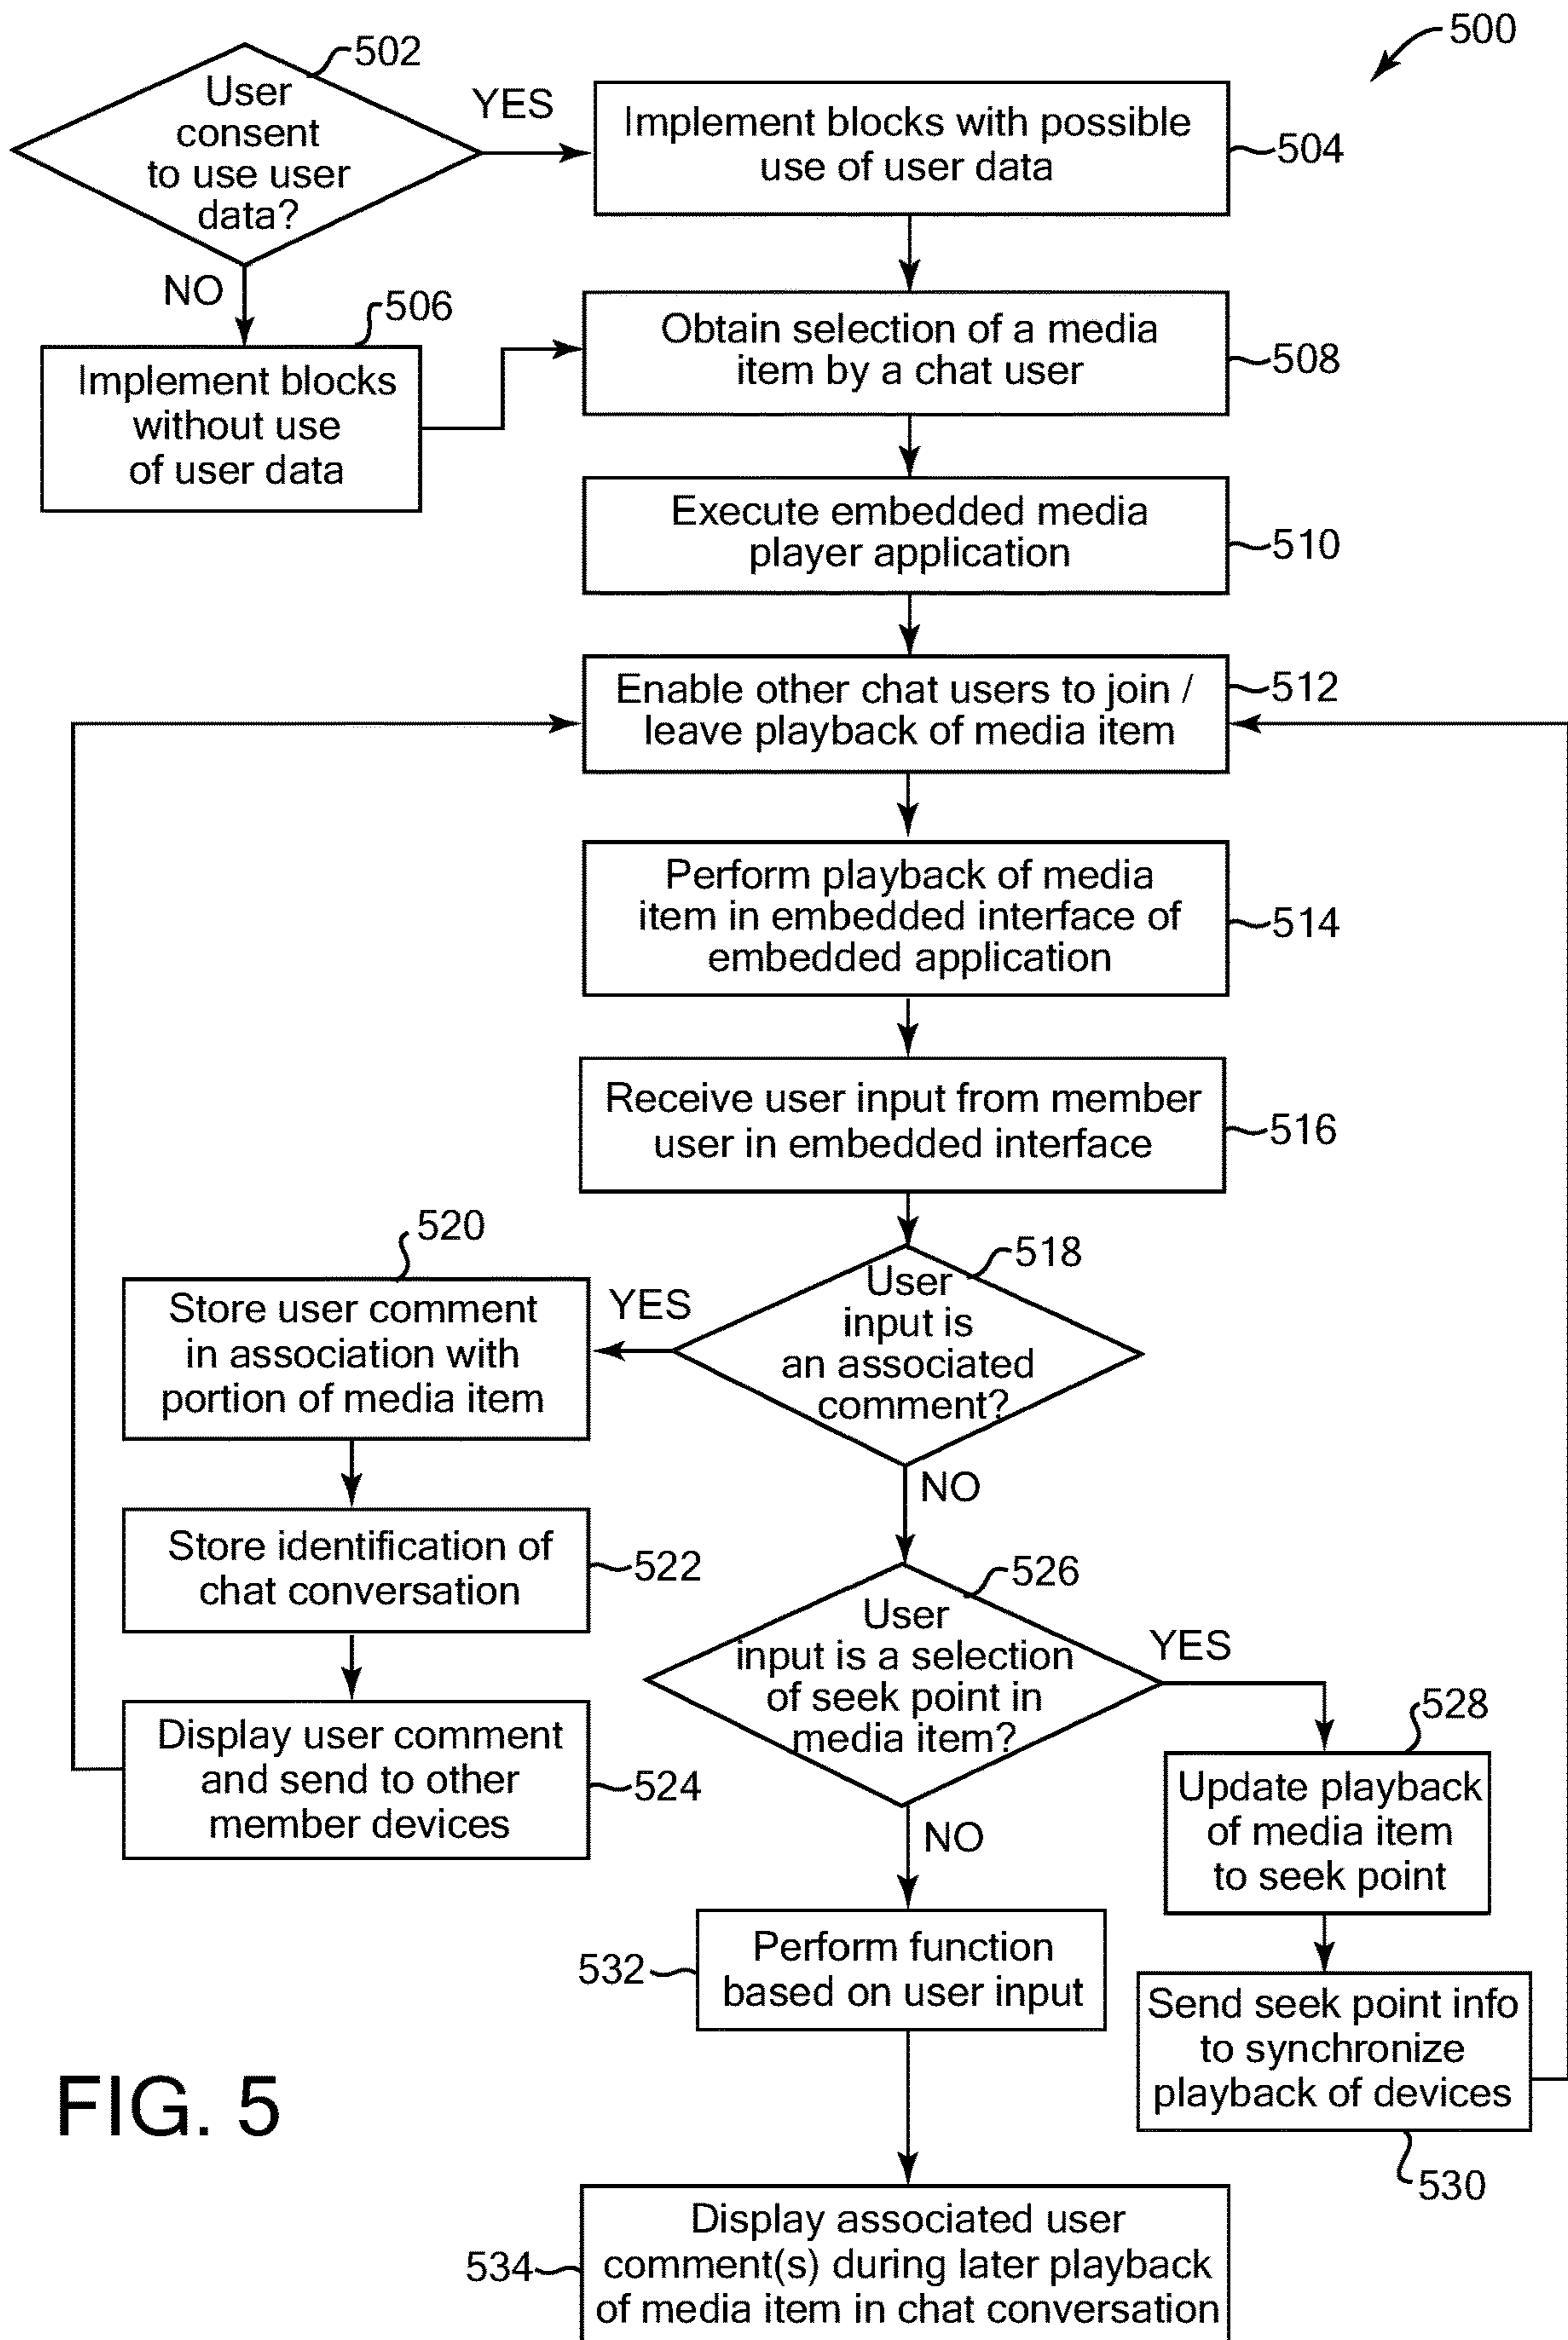 500
502
User
consent
to use user
data?
YES
Implement blocks with possible
use of user data
504
NO
506
Implement blocks
without use
of user data
Obtain selection of a media
item by a chat user
508
Execute embedded media
player application
510
Enable other chat users to join /
leave playback of media item
512
Perform playback of media
item in embedded interface of
embedded application
514
Receive user input from member
user in embedded interface
516
518
User
input is
an associated
comment?
YES
520
Store user comment
in association with
portion of media item
Store identification of
chat conversation
522
Display user comment
and send to other
member devices
524
NO
526
User
input is a selection
of seek point in
media item?
YES
528
Update playback
of media item
to seek point
Send seek point info
to synchronize
playback of devices
530
NO
532
Perform function
based on user input
534
Display associated user
comment(s) during later playback
of media item in chat conversation
FIG. 5